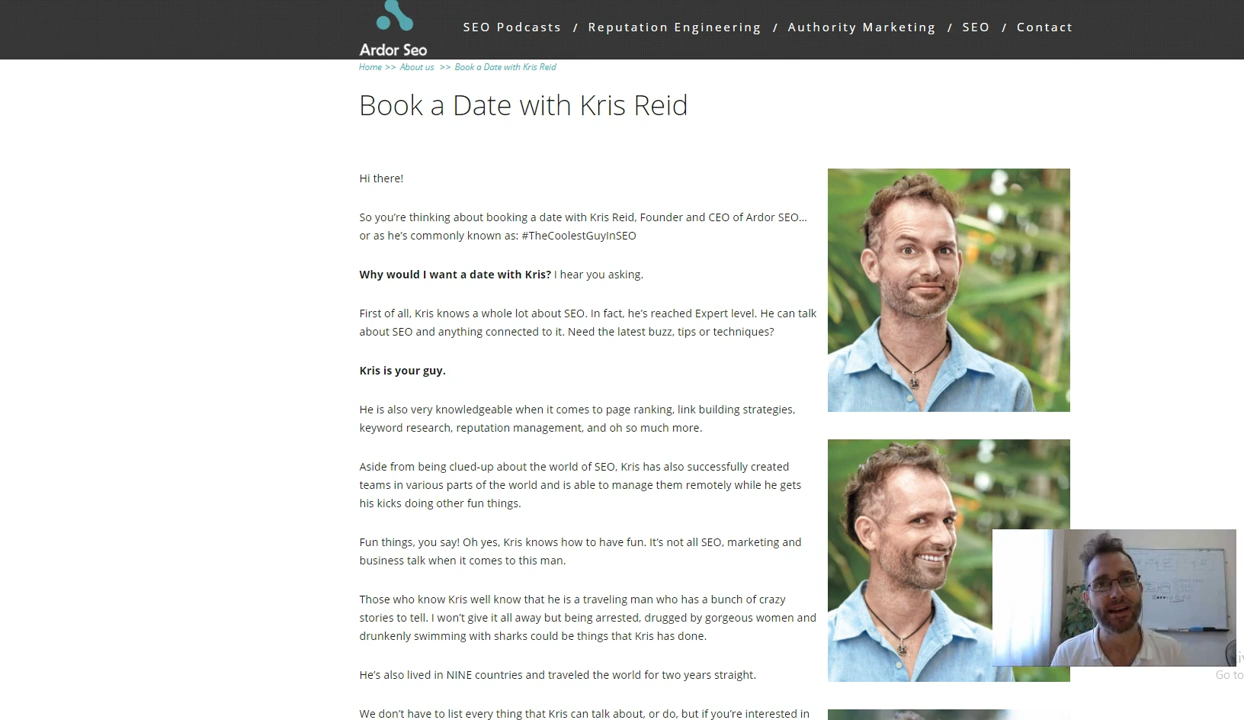 SEO Podcasts / Reputation Engineering / Authority Marketing / SEO / Contact
Ardor Seo
Home >> About us >> Book a Date with Kris Reid
Book a Date with Kris Reid
Hi there!
So you're thinking about booking a date with Kris Reid, Founder and CEO of Ardor SEO...
or as he's commonly known as: #TheCoolestGuyInSEO
Why would I want a date with Kris? I hear you asking.
First of all, Kris knows a whole lot about SEO. In fact, he's reached Expert level. He can talk
about SEO and anything connected to it. Need the latest buzz, tips or techniques?
Kris is your guy.
He is also very knowledgeable when it comes to page ranking, link building strategies,
keyword research, reputation management, and oh so much more.
Aside from being clued-up about the world of SEO, Kris has also successfully created
teams in various parts of the world and is able to manage them remotely while he gets
his kicks doing other fun things.
Fun things, you say! Oh yes, Kris knows how to have fun. It's not all SEO, marketing and
business talk when it comes to this man.
Those who know Kris well know that he is a traveling man who has a bunch of crazy
stories to tell. I won't give it all away but being arrested, drugged by gorgeous women and
drunkenly swimming with sharks could be things that Kris has done.
He's also lived in NINE countries and traveled the world for two years straight.
Go to
We don't have to list every thing that Kris can talk about, or do, but if you're interested in